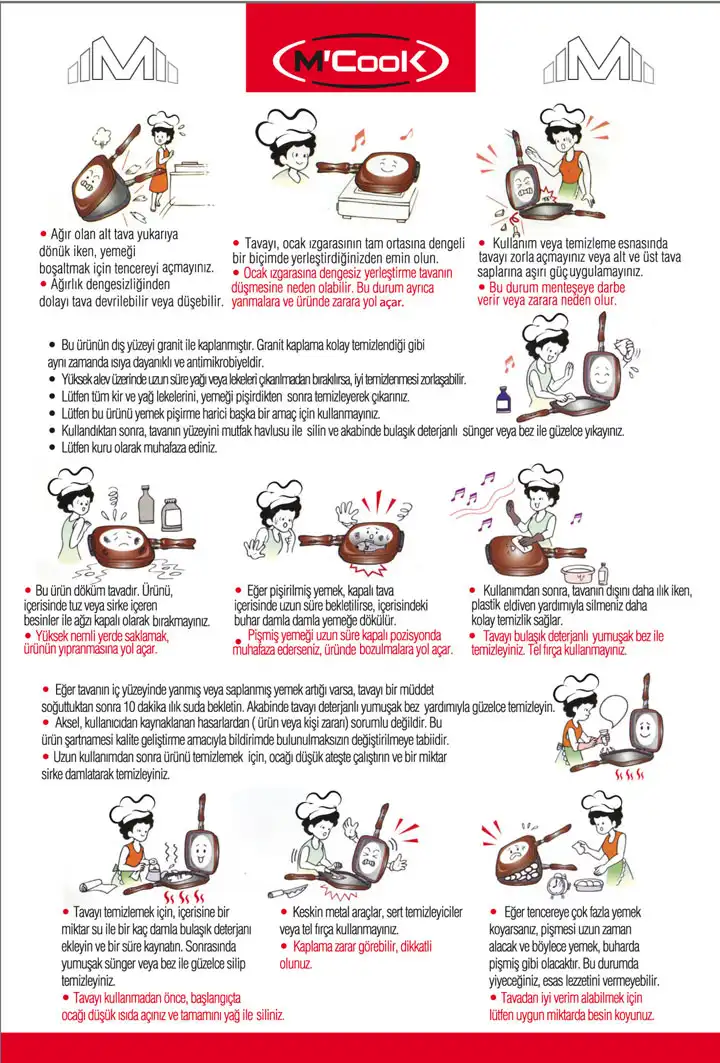 M'CooK
• Ağır olan alt tava yukarıya
dönük iken, yemeği
boşaltmak için tencereyi açmayınız.
• Ağırlık dengesizliğinden
dolayı tava devrilebilir veya düşebilir.
• Tavayı, ocak ızgarasının tam ortasına dengeli
bir biçimde yerleştirdiğinizden emin olun.
• Ocak ızgarasına dengesiz yerleştirme tavanın
düşmesine neden olabilir. Bu durum ayrıca
yanmalara ve üründe zarara yol açar.
• Kullanım veya temizleme esnasında
tavayı zorla açmayınız veya alt ve üst tava
saplarına aşırı güç uygulamayınız.
• Bu durum menteşeye darbe
verir veya zarara neden olur.
• Bu ürünün dış yüzeyi granit ile kaplanmıştır. Granit kaplama kolay temizlendiği gibi
aynı zamanda ısıya dayanıklı ve antimikrobiyeldir.
• Yüksek alev üzerinde uzun süre yağı veya lekeleri çıkarılmadan bırakılırsa, iyi temizlenmesi zorlaşabilir.
• Lütfen tüm kir ve yağ lekelerini, yemeği pişirdikten sonra temizleyerek çıkarınız.
• Lütfen bu ürünü yemek pişirme harici başka bir amaç için kullanmayınız.
• Kullandıktan sonra, tavanın yüzeyini mutfak havlusu ile silin ve akabinde bulaşık deterjanlı sünger veya bez ile güzelce yıkayınız.
• Lütfen kuru olarak muhafaza ediniz.
• Bu ürün döküm tavadır. Ürünü,
içerisinde tuz veya sirke içeren
besinler ile ağzı kapalı olarak bırakmayınız.
• Yüksek nemli yerde saklamak,
ürünün yıpranmasına yol açar.
• Eğer pişirilmiş yemek, kapalı tava
içerisinde uzun süre bekletilirse, içerisindeki
buhar damla damla yemeğe dökülür.
• Pişmiş yemeği uzun süre kapalı pozisyonda
muhafaza ederseniz, üründe bozulmalara yol açar.
• Kullanımdan sonra, tavanın dışını daha ılık iken,
plastik eldiven yardımıyla silmeniz daha
kolay temizlik sağlar.
• Tavayı bulaşık deterjanlı yumuşak bez ile
temizleyiniz. Tel fırça kullanmayınız.
• Eğer tavanın iç yüzeyinde yanmış veya saplanmış yemek artığı varsa, tavayı bir müddet
soğuttuktan sonra 10 dakika ılık suda bekletin. Akabinde tavayı deterjanlı yumuşak bez yardımıyla güzelce temizleyin.
• Aksel, kullanıcıdan kaynaklanan hasarlardan ( ürün veya kişi zararı) sorumlu değildir. Bu
ürün şartnamesi kalite geliştirme amacıyla bildirimde bulunulmaksızın değiştirilmeye tabiidir.
• Uzun kullanımdan sonra ürünü temizlemek için, ocağı düşük ateşte çalıştırın ve bir miktar
sirke damlatarak temizleyiniz.
• Tavayı temizlemek için, içerisine bir
miktar su ile bir kaç damla bulaşık deterjanı
ekleyin ve bir süre kaynatın. Sonrasında
yumuşak sünger veya bez ile güzelce silip
temizleyiniz.
• Tavayı kullanmadan önce, başlangıçta
ocağı düşük ısıda açınız ve tamamını yağ ile siliniz.
• Keskin metal araçlar, sert temizleyiciler
veya tel fırça kullanmayınız.
• Kaplama zarar görebilir, dikkatli
olunuz.
• Eğer tencereye çok fazla yemek
koyarsanız, pişmesi uzun zaman
alacak ve böylece yemek, buharda
pişmiş gibi olacaktır. Bu durumda
yiyeceğiniz, esas lezzetini vermeyebilir.
• Tavadan iyi verim alabilmek için
lütfen uygun miktarda besin koyunuz.